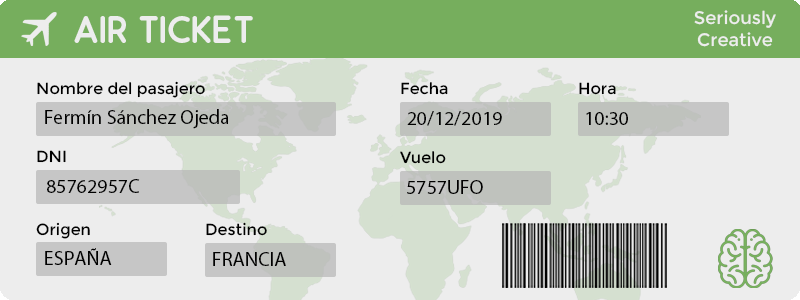 AIR TICKET
Seriously
Creative
Nombre del pasajero
Fermín Sánchez Ojeda
Fecha
20/12/2019
Hora
10:30
DNI
85762957C
Vuelo
5757UFO
Origen
ESPAÑA
Destino
FRANCIA